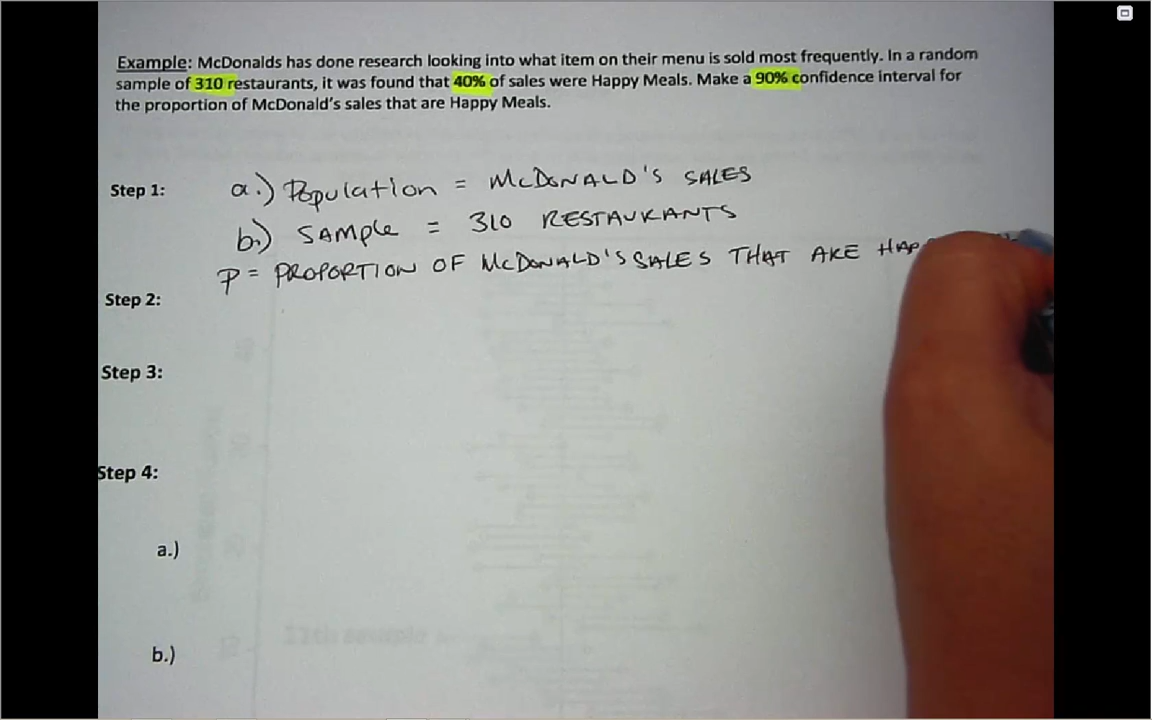 Example: McDonalds has done research looking into what item on their menu is sold most frequently. In a random
sample of 310 restaurants, it was found that 40% of sales were Happy Meals. Make a 90% confidence interval for
the proportion of McDonald's sales that are Happy Meals.
Step 1:
a.) Population = McDONALD'S SALES
b.) SAMple = 310 RESTAURANTS
P = PROPORTION OF McDONALD'S SALES THAT ARE
Step 2:
Step 3:
Step 4:
a.)
b.)